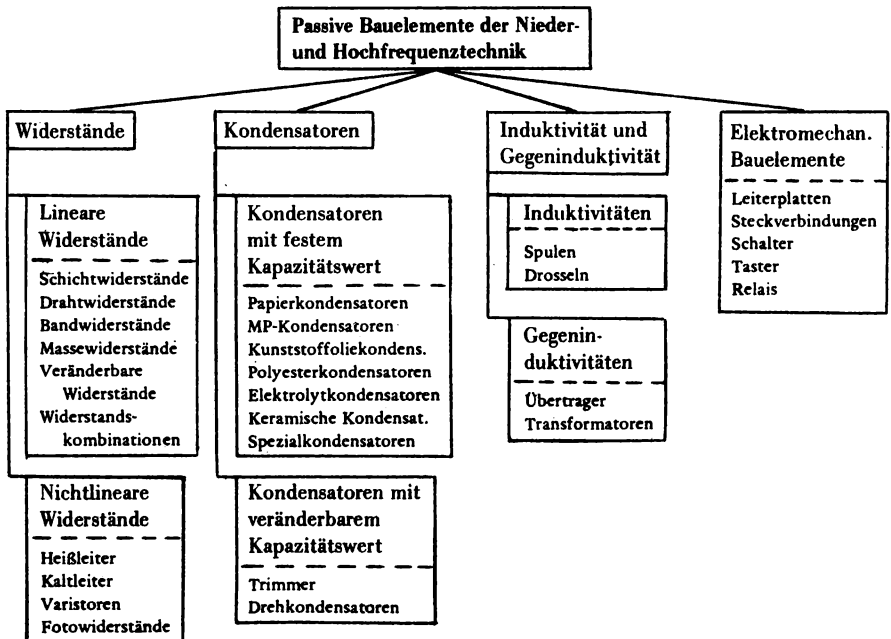 Passive Bauelemente der Nieder-
und Hochfrequenztechnik
Widerstände
Lineare
Widerstände
Schichtwiderstände
Drahtwiderstände
Bandwiderstände
Massewiderstände
Veränderbare
Widerstände
Widerstands-
kombinationen
Nichtlineare
Widerstände
Heißleiter
Kaltleiter
Varistoren
Fotowiderstände
Kondensatoren
Kondensatoren
mit festem
Kapazitätswert
Papierkondensatoren
MP-Kondensatoren
Kunststoffoliekondens.
Polyesterkondensatoren
Elektrolytkondensatoren
Keramische Kondensat.
Spezialkondensatoren
Kondensatoren mit
veränderbarem
Kapazitätswert
Trimmer
Drehkondensatoren
Induktivität und
Gegeninduktivität
Induktivitäten
Spulen
Drosseln
Gegenin-
duktivitäten
Übertrager
Transformatoren
Elektromechan.
Bauelemente
Leiterplatten
Steckverbindungen
Schalter
Taster
Relais